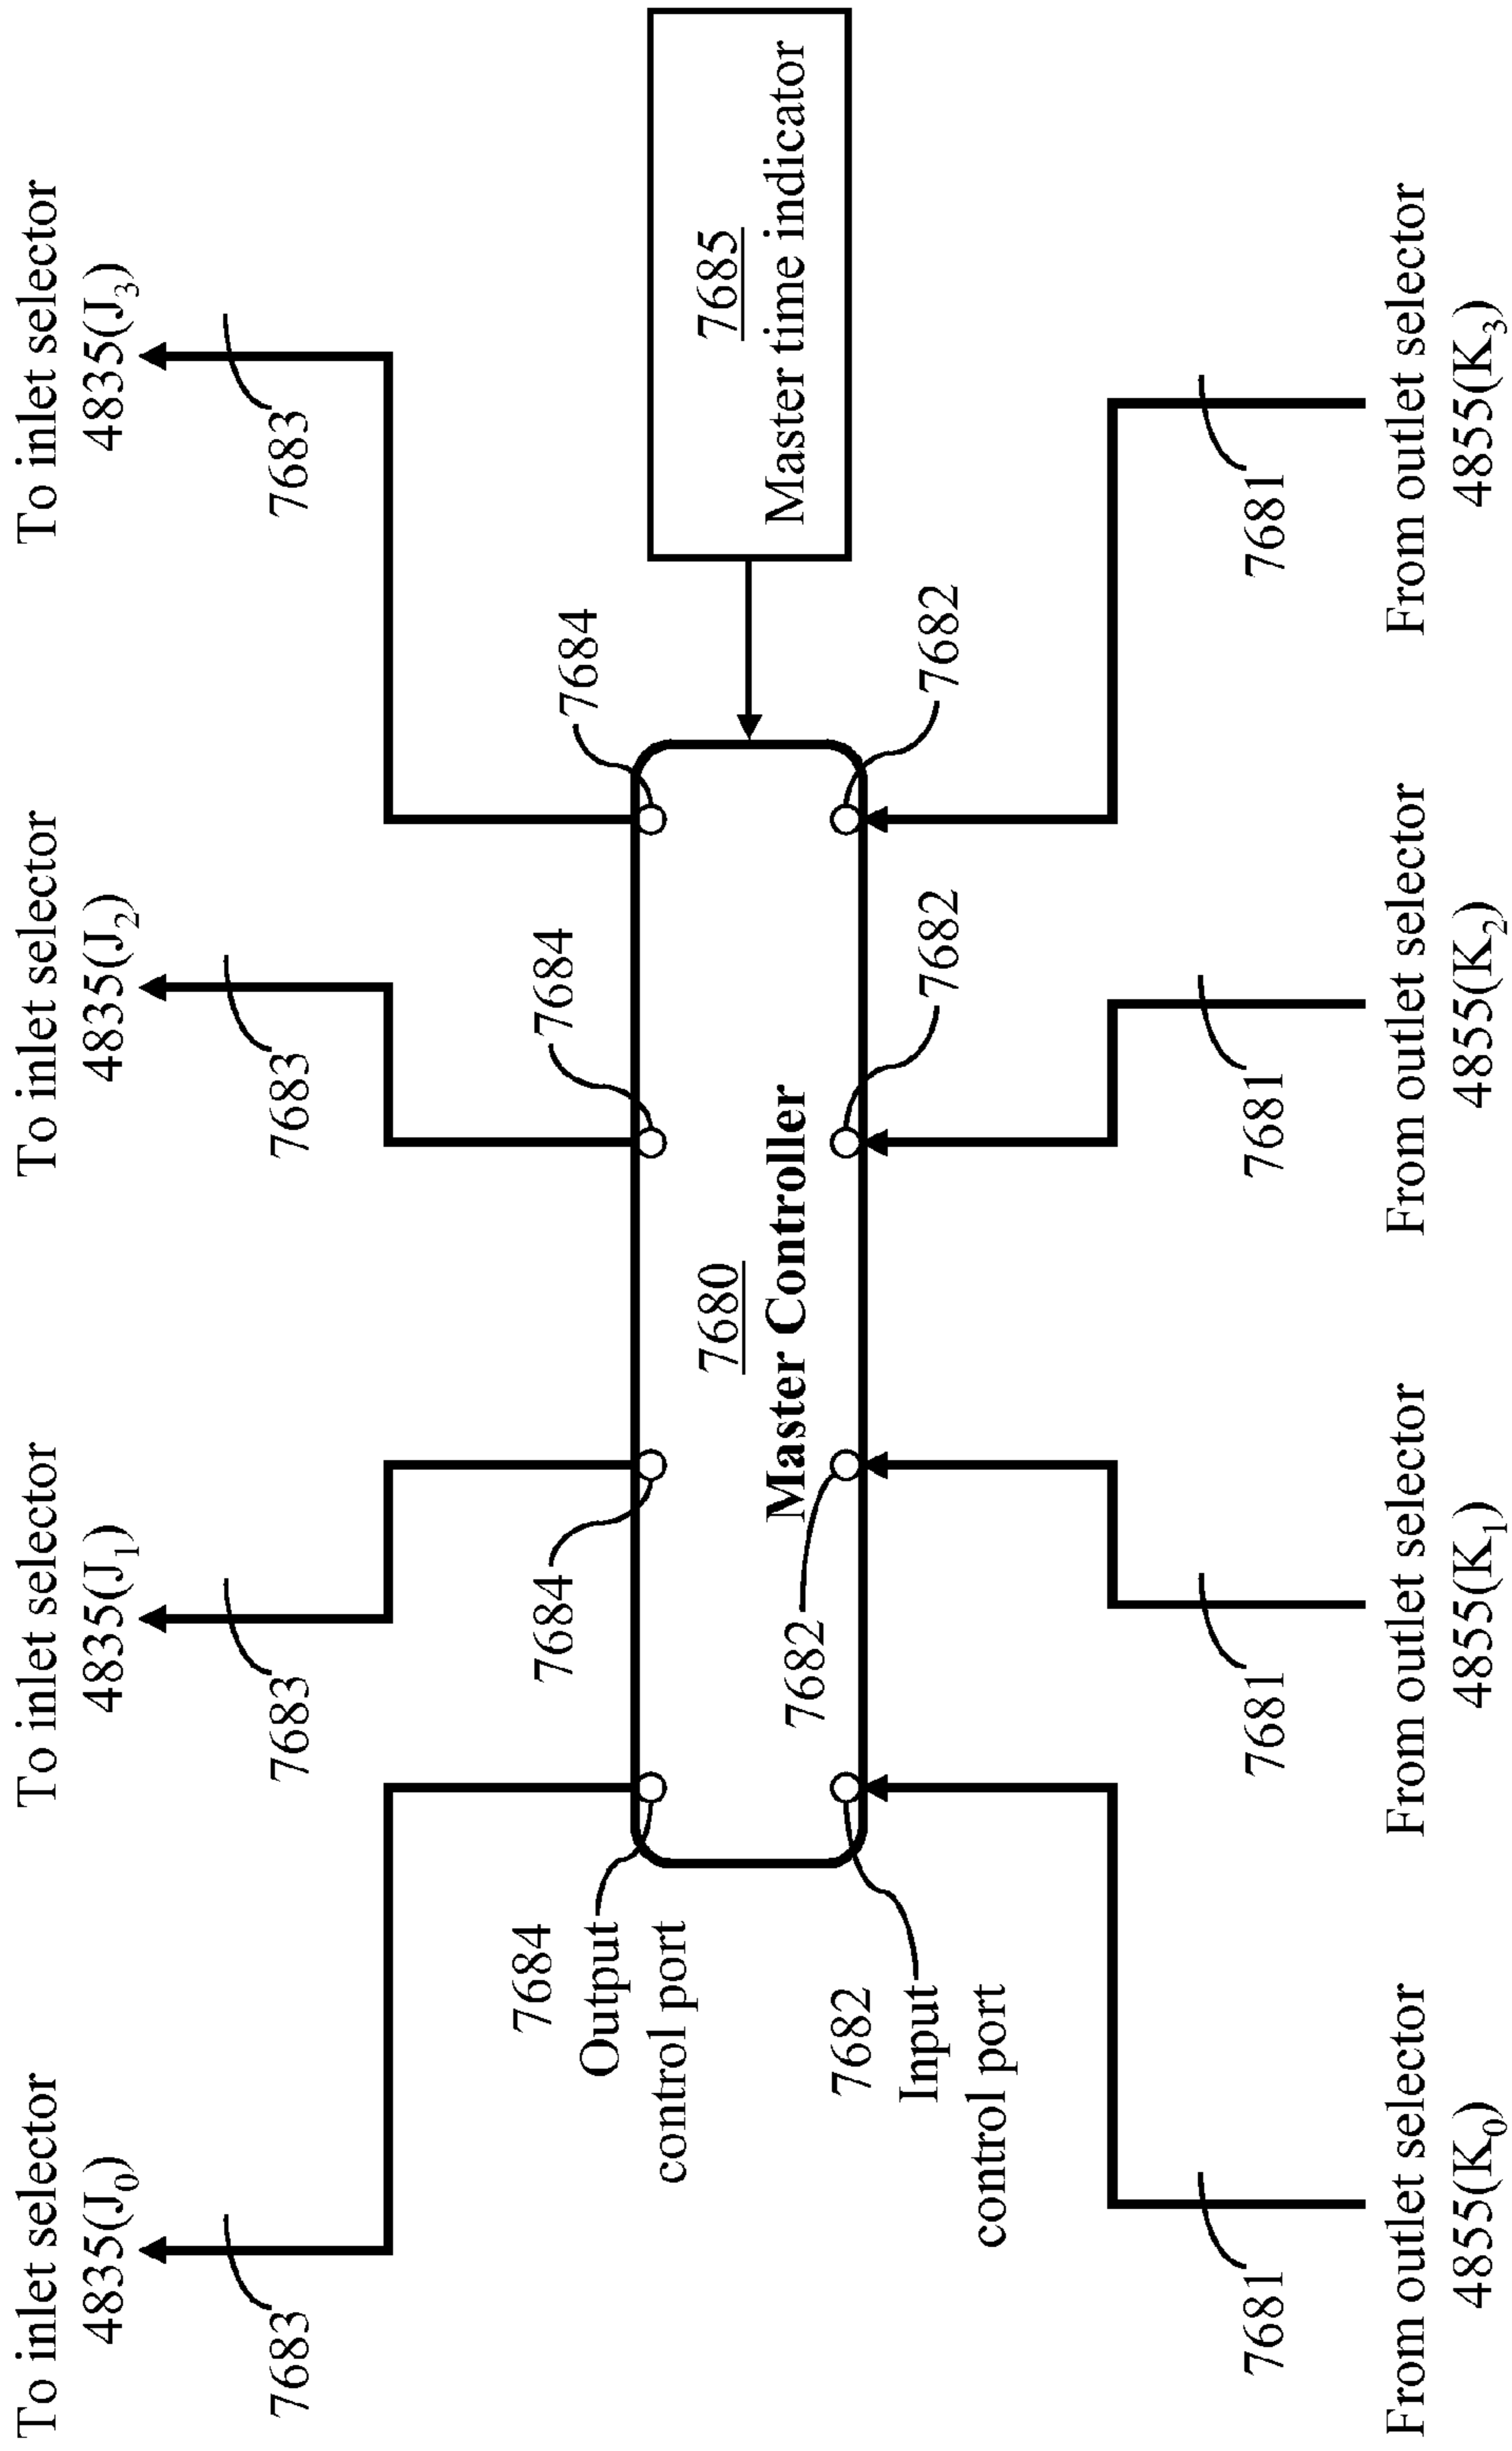 To inlet selector
4835(J₀)
To inlet selector
4835(J₁)
To inlet selector
4835(J₂)
To inlet selector
4835(J₃)
7683
7683
7683
7683
7684
Output
control port
7684
7684
7684
7680
Master Controller
7685
Master time indicator
7682
Input
control port
7682
7682
7682
7681
7681
7681
7681
From outlet selector
4855(K₀)
From outlet selector
4855(K₁)
From outlet selector
4855(K₂)
From outlet selector
4855(K₃)